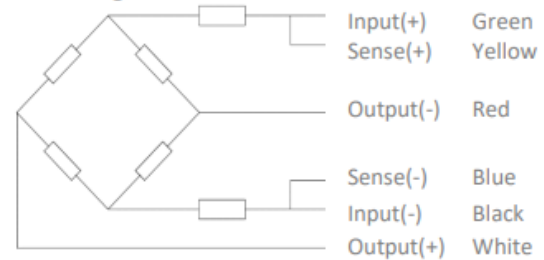 Input(+) Green
Sense(+) Yellow
Output(-) Red
Sense(-) Blue
Input(-) Black
Output(+) White